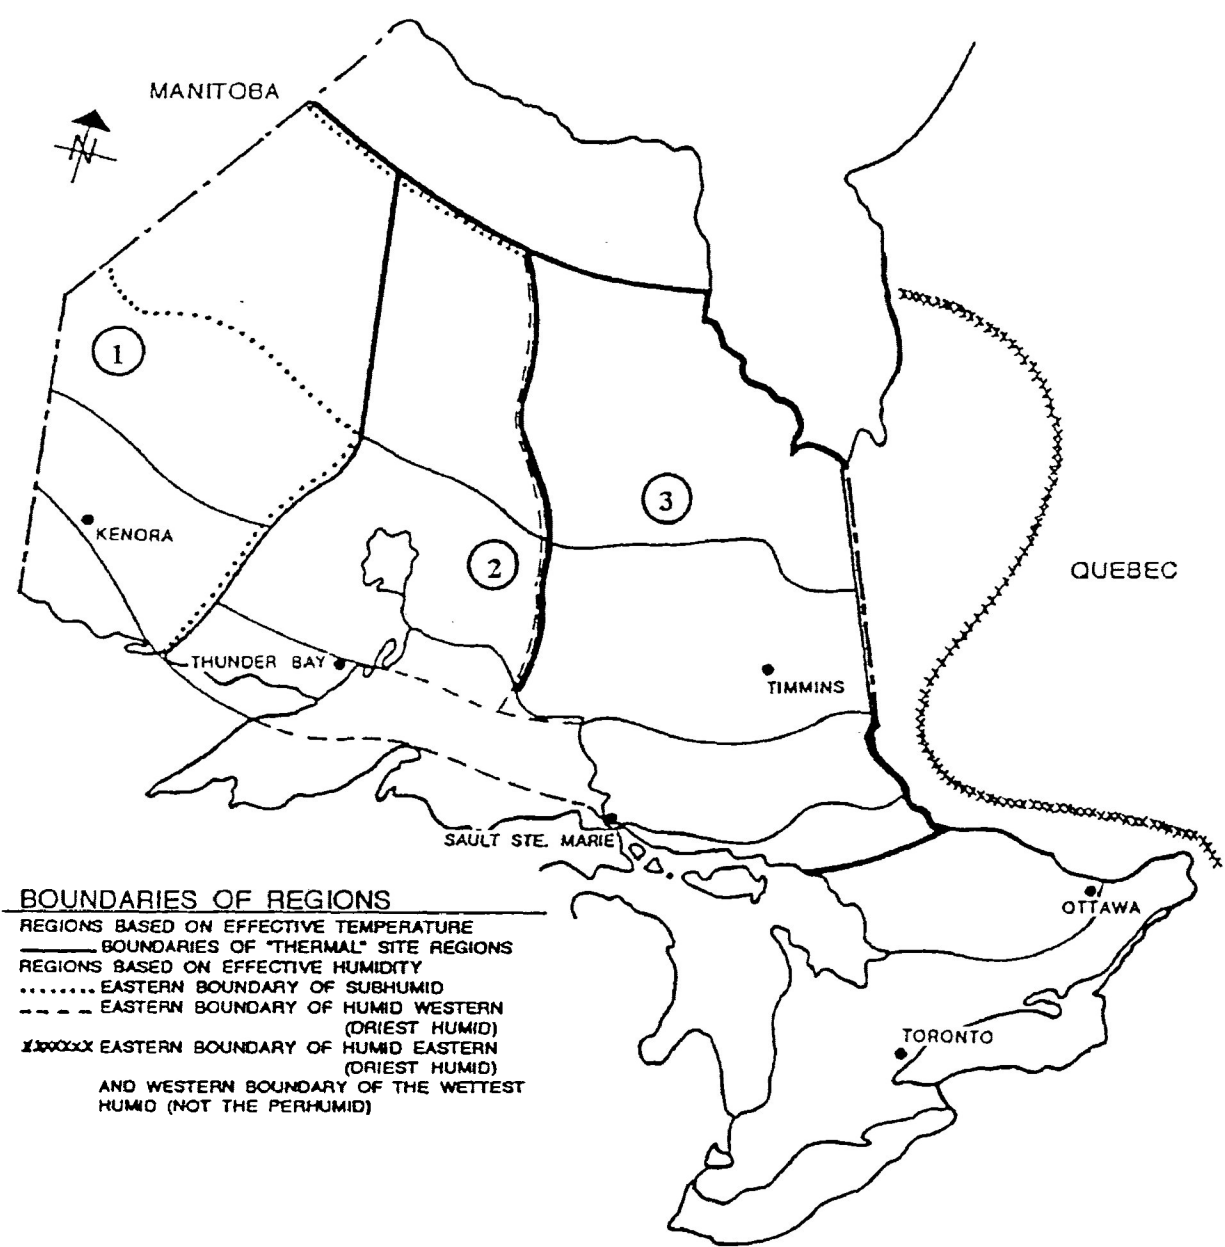 MANITOBA
N
1
KENORA
3
2
QUEBEC
THUNDER BAY
TIMMINS
SAULT STE. MARIE
OTTAWA
TORONTO
BOUNDARIES OF REGIONS
REGIONS BASED ON EFFECTIVE TEMPERATURE
BOUNDARIES OF "THERMAL" SITE REGIONS
REGIONS BASED ON EFFECTIVE HUMIDITY
EASTERN BOUNDARY OF SUBHUMID
EASTERN BOUNDARY OF HUMID WESTERN
(DRIEST HUMID)
EASTERN BOUNDARY OF HUMID EASTERN
(DRIEST HUMID)
AND WESTERN BOUNDARY OF THE WETTEST
HUMID (NOT THE PERHUMID)